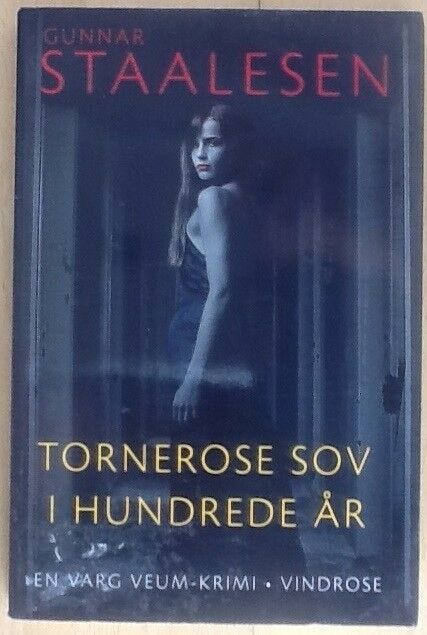 GUNNAR
STAALESEN
TORNEROSE SOV
I HUNDREDE ÅR
EN VARG VEUM-KRIMI • VINDROSE